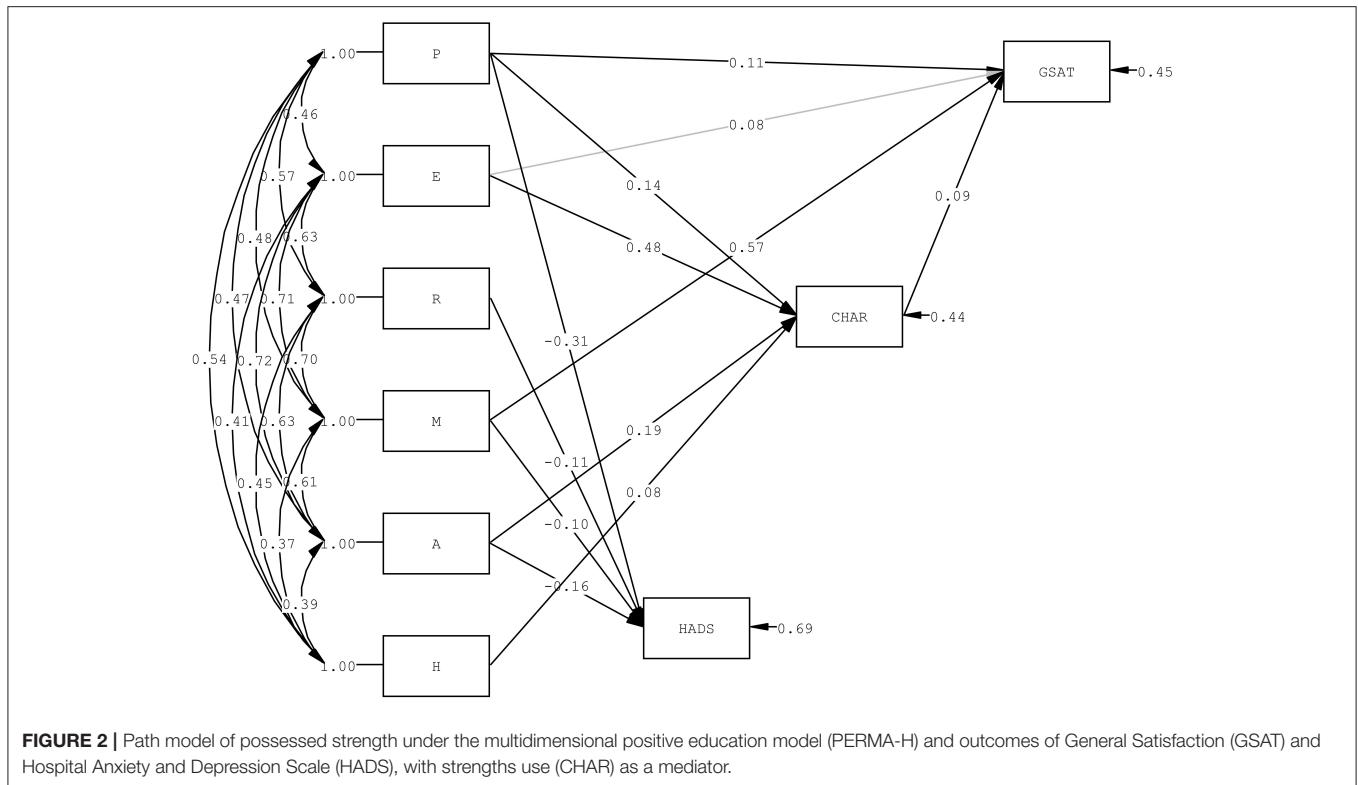 1.00 P 0.11 GSAT 0.45
0.46
0.08
0.57 1.00 E 0.14
0.09
0.48 0.63 0.48 0.57
0.47 0.71 1.00 R
CHAR 0.44
-0.31
0.54 0.72 0.70
0.41 0.63 1.00 M 0.19
-0.11
0.45 0.61 0.08
-0.10
0.37 1.00 A
-0.16
0.39 HADS 0.69
1.00 H
FIGURE 2 | Path model of possessed strength under the multidimensional positive education model (PERMA-H) and outcomes of General Satisfaction (GSAT) and
Hospital Anxiety and Depression Scale (HADS), with strengths use (CHAR) as a mediator.